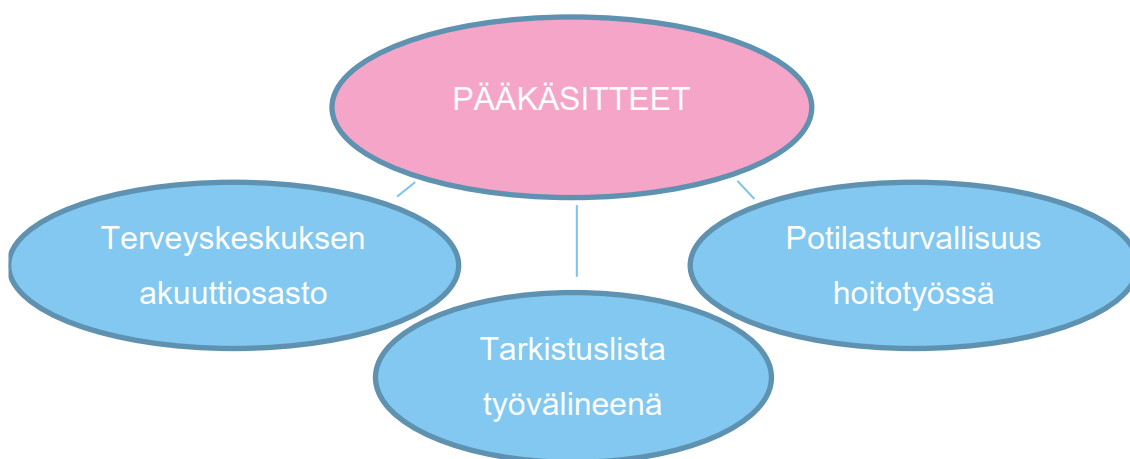 PÄÄKÄSITTEET
Terveyskeskuksen
akuuttiosasto
Tarkistuslista
työvälineenä
Potilasturvallisuus
hoitotyössä